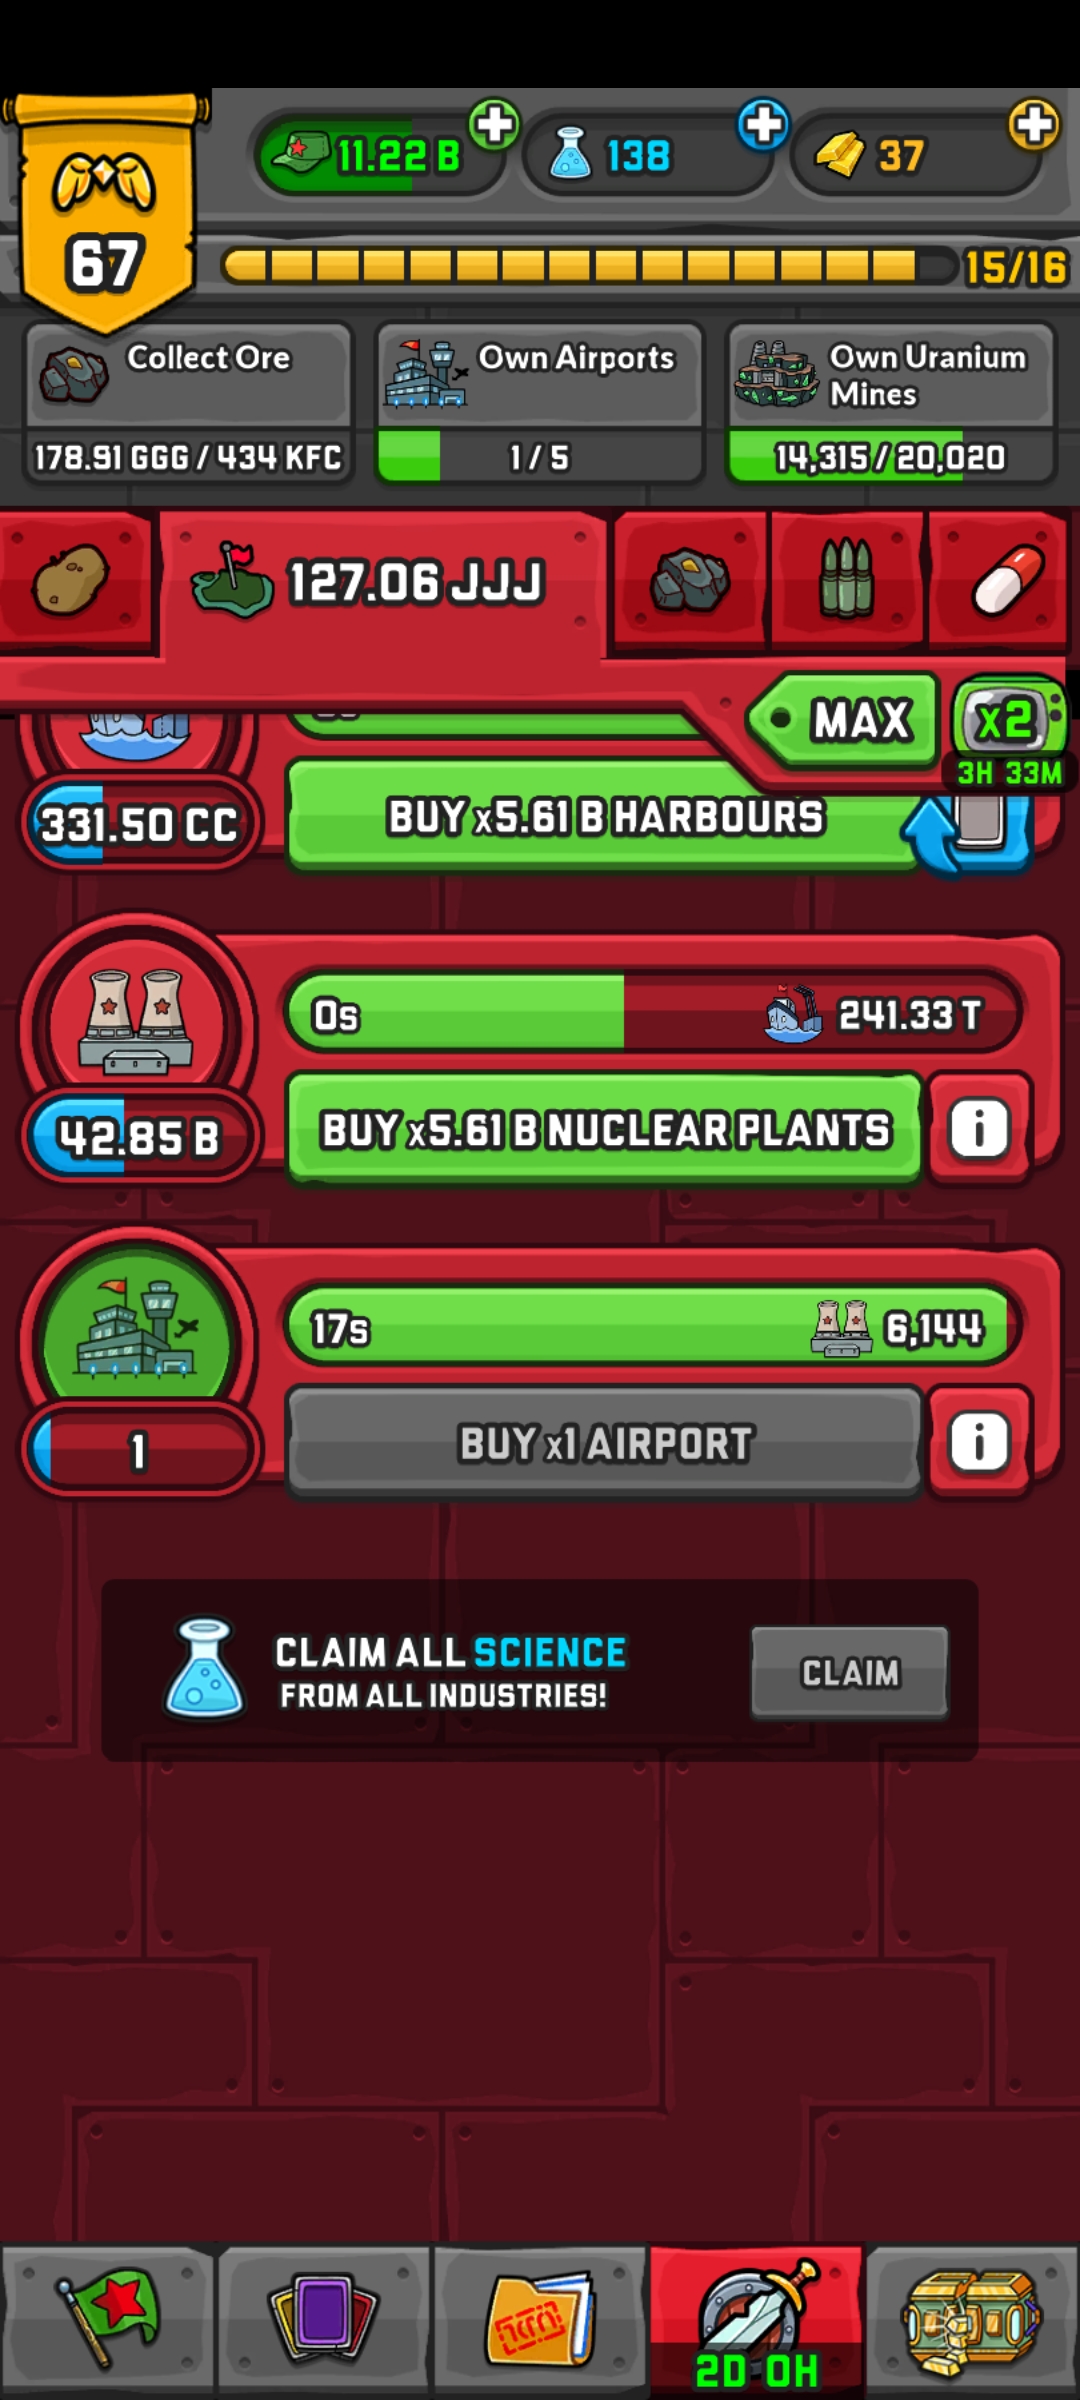 67
11.22 B
138
37
15/16
Collect Ore
178.91 GGG / 434 KFC
Own Airports
1 / 5
Own Uranium
Mines
14,315 / 20,020
127.06 JJJ
MAX
x2
3H 33M
331.50 CC
BUY x5.61 B HARBOURS
0s
241.33 T
42.85 B
BUY x5.61 B NUCLEAR PLANTS
i
17s
6,144
1
BUY x1 AIRPORT
i
CLAIM ALL SCIENCE
FROM ALL INDUSTRIES!
CLAIM
2D 0H